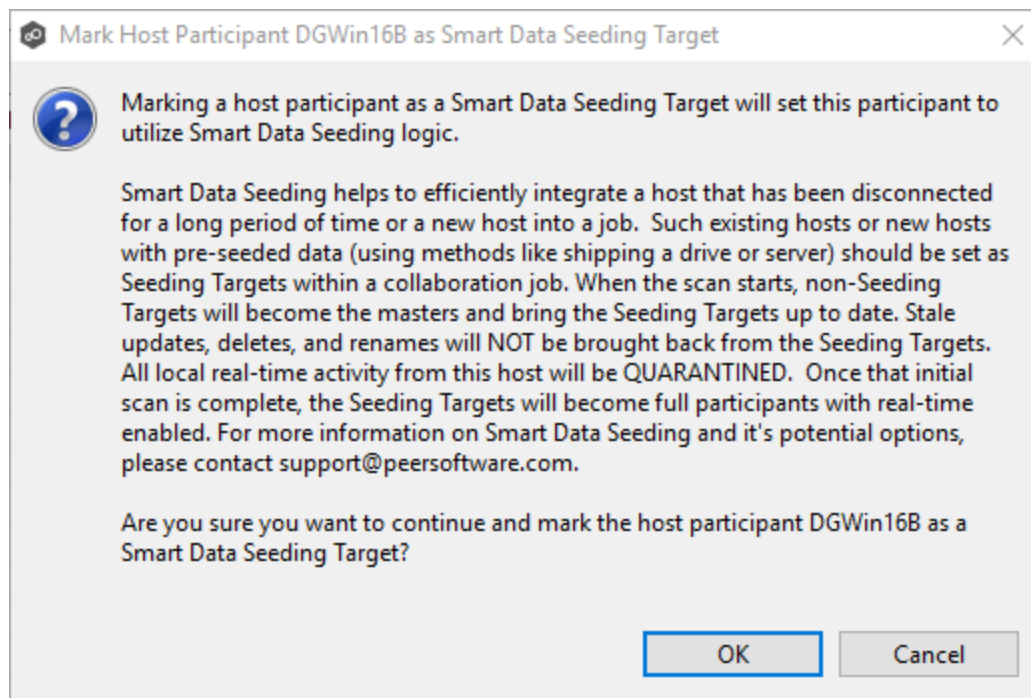 Mark Host Participant DGWin16B as Smart Data Seeding Target
Marking a host participant as a Smart Data Seeding Target will set this participant to
utilize Smart Data Seeding logic.
Smart Data Seeding helps to efficiently integrate a host that has been disconnected
for a long period of time or a new host into a job.  Such existing hosts or new hosts
with pre-seeded data (using methods like shipping a drive or server) should be set as
Seeding Targets within a collaboration job. When the scan starts, non-Seeding
Targets will become the masters and bring the Seeding Targets up to date. Stale
updates, deletes, and renames will NOT be brought back from the Seeding Targets.
All local real-time activity from this host will be QUARANTINED.  Once that initial
scan is complete, the Seeding Targets will become full participants with real-time
enabled. For more information on Smart Data Seeding and it's potential options,
please contact support@peersoftware.com.
Are you sure you want to continue and mark the host participant DGWin16B as a
Smart Data Seeding Target?
OK
Cancel